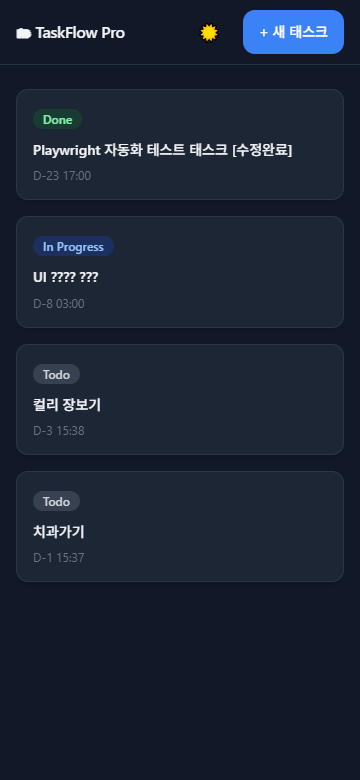 TaskFlow Pro
+ 새 태스크
Done
Playwright 자동화 테스트 태스크 [수정완료]
D-23 17:00
In Progress
UI ???? ???
D-8 03:00
Todo
컬리 장보기
D-3 15:38
Todo
치과가기
D-1 15:37